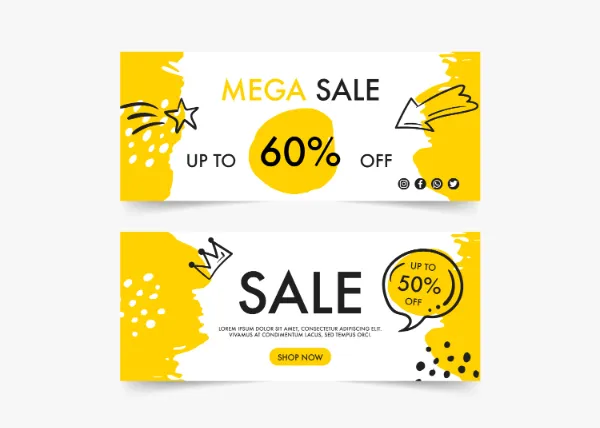 MEGA SALE
UP TO 60% OFF
SALE
LOREM IPSUM DOLOR SIT AMET, CONSECTETUR ADIPISCING ELIT.
VIVAMUS AT CONDIMENTUM LACUS, SED TEMPUS DUI.
SHOP NOW
UP TO
50%
OFF